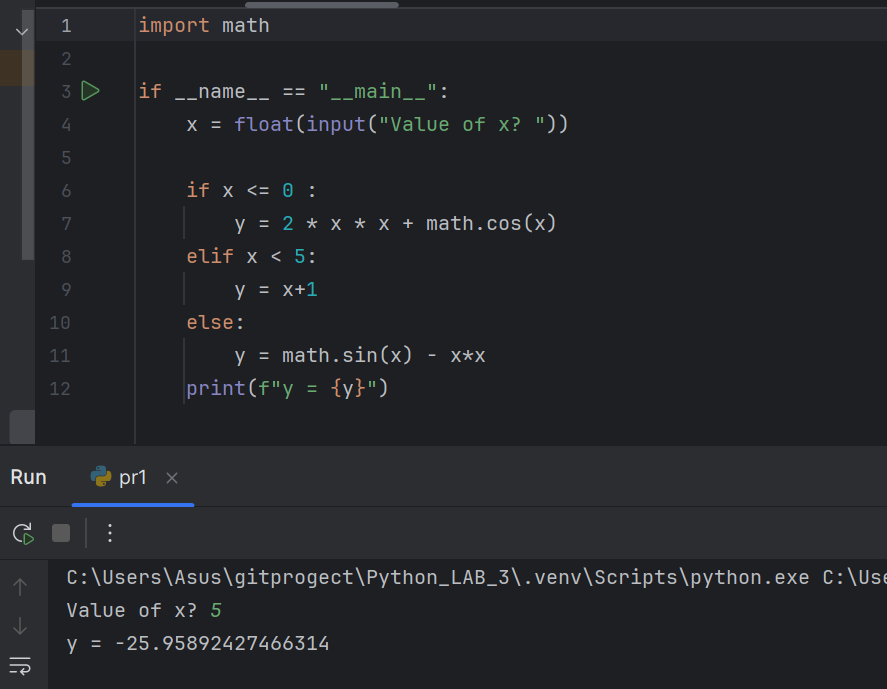 1 import math
2
3 if __name__ == "__main__":
4     x = float(input("Value of x? "))
5
6     if x <= 0 :
7         y = 2 * x * x + math.cos(x)
8     elif x < 5:
9         y = x+1
10     else:
11         y = math.sin(x) - x*x
12     print(f"y = {y}")
Run pr1
C:\Users\Asus\gitprogect\Python_LAB_3\.venv\Scripts\python.exe C:\Use
Value of x? 5
y = -25.95892427466314